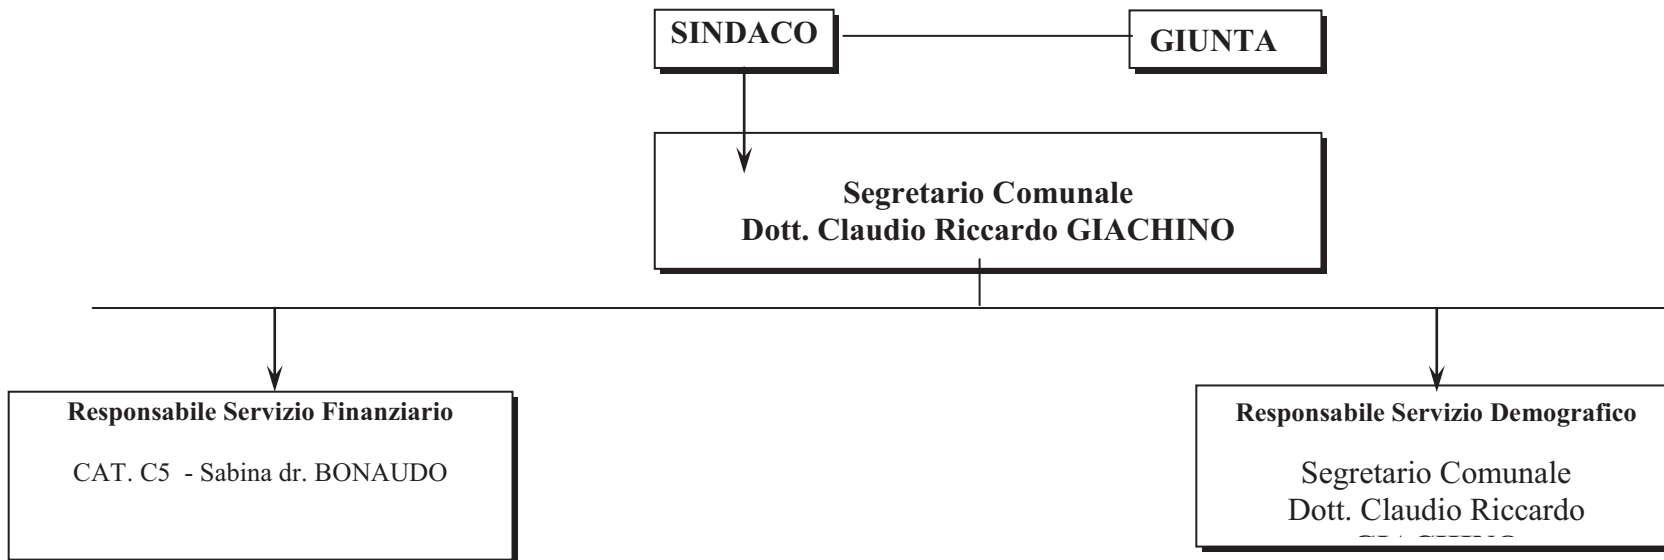 SINDACO
GIUNTA
Segretario Comunale
Dott. Claudio Riccardo GIACHINO
Responsabile Servizio Finanziario
CAT. C5 - Sabina dr. BONAUDO
Responsabile Servizio Demografico
Segretario Comunale
Dott. Claudio Riccardo